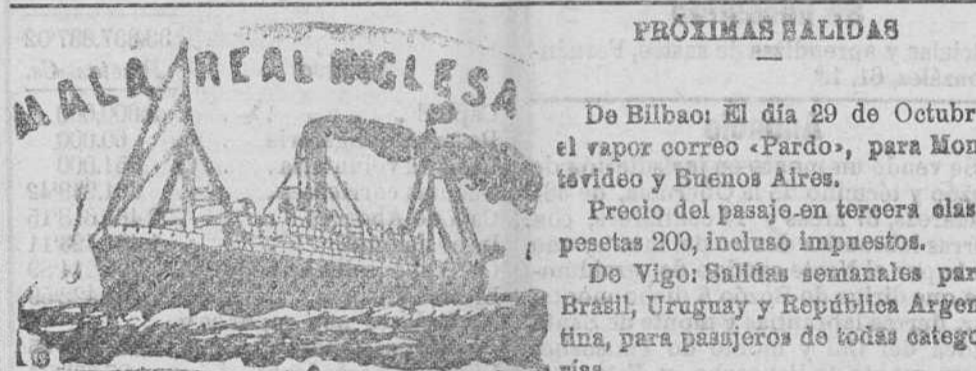 MALA REAL INGLESA
PRÓXIMAS SALIDAS
De Bilbao: El día 29 de Octubr
el vapor correo «Pardo», para Mon
tevideo y Buenos Aires.
Precio del pasaje en tercera clas
pesetas 200, incluso impuestos.
De Vigo: Salidas semanales par
Brasil, Uruguay y República Argen
tina, para pasajeros de todas catego
rías